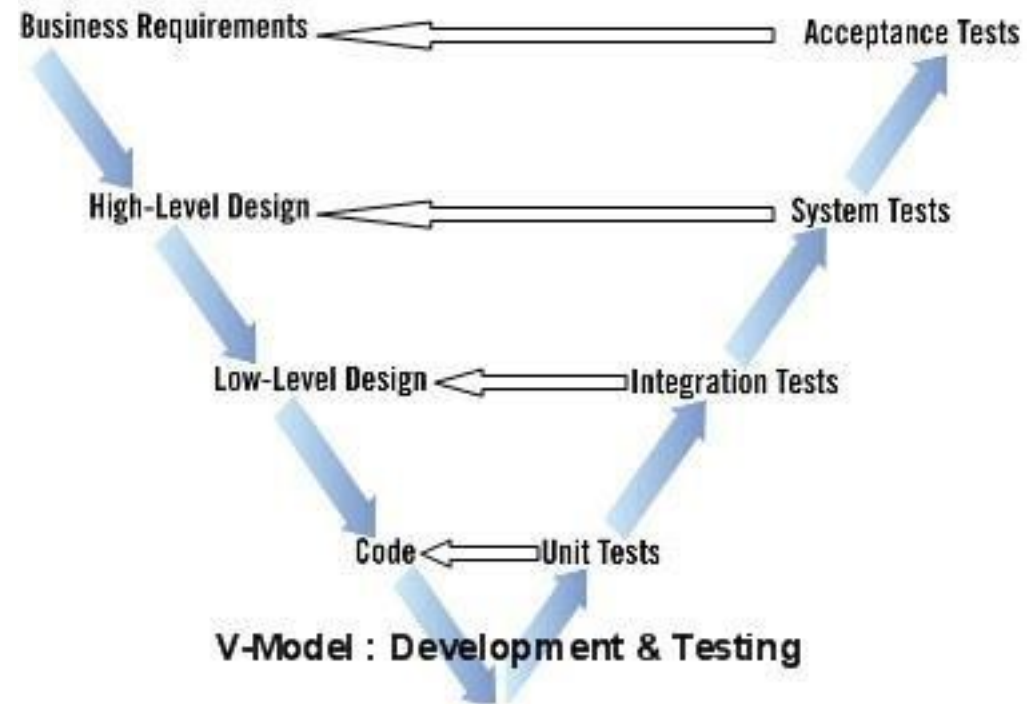 Business Requirements
Acceptance Tests
High-Level Design
System Tests
Low-Level Design
Integration Tests
Code
Unit Tests
V-Model : Development & Testing